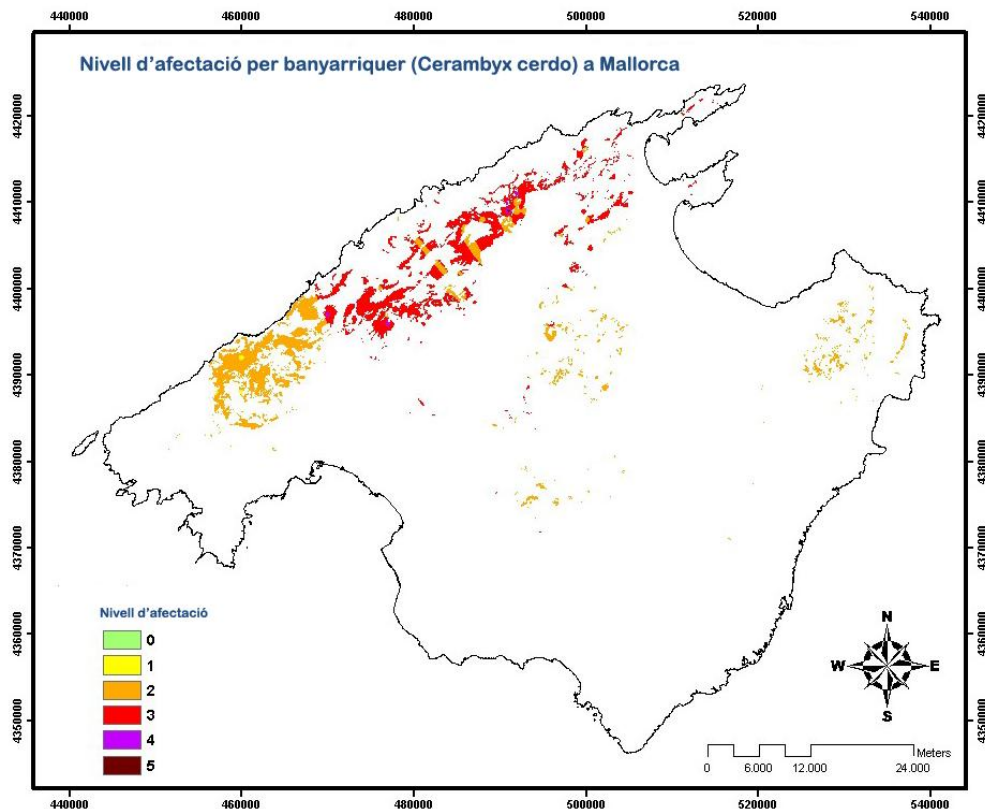 440000 460000 480000 500000 520000 540000
Nivell d'afectació per banyarriquer (Cerambyx cerdo) a Mallorca
4420000 4420000
4410000 4410000
4400000 4400000
4390000 4390000
4380000 4380000
4370000 4370000
4360000 4360000
4350000 4350000
Nivell d'afectació
0
1
2
3
4
5
N
W E
S
Meters
0 6.000 12.000 24.000
440000 460000 480000 500000 520000 540000